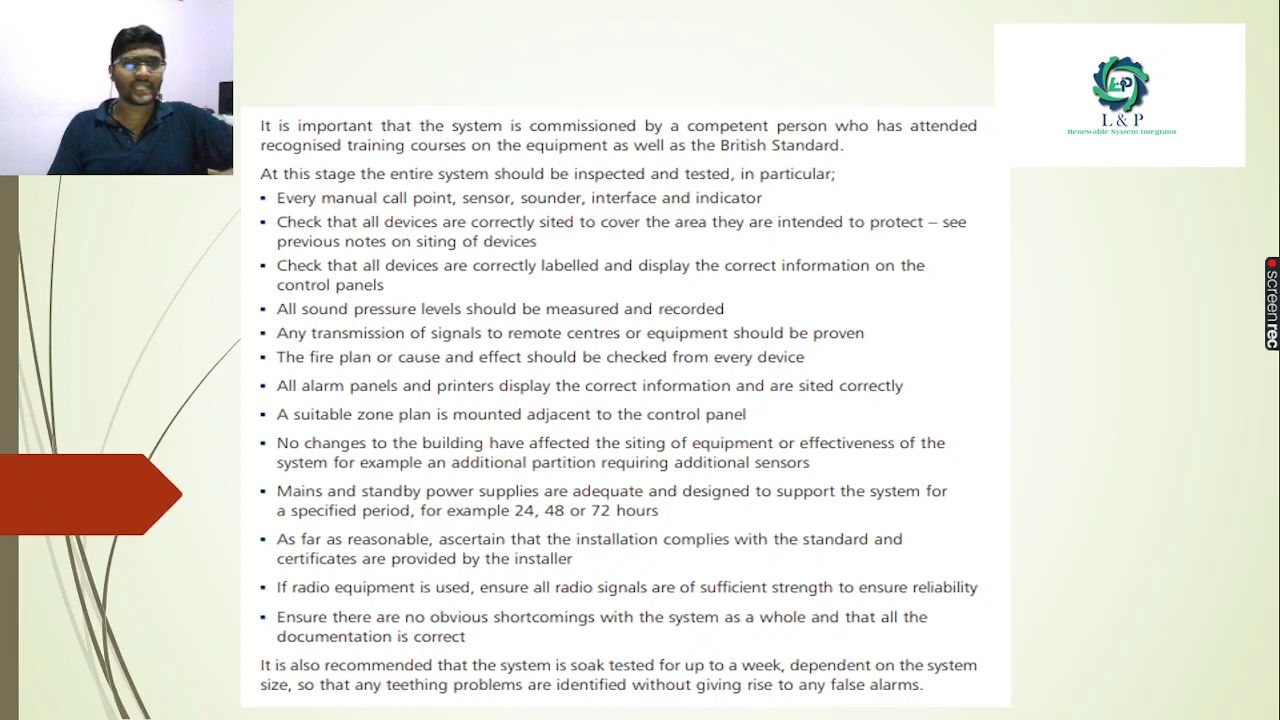 It is important that the system is commissioned by a competent person who has attended
recognised training courses on the equipment as well as the British Standard.
At this stage the entire system should be inspected and tested, in particular;
▪ Every manual call point, sensor, sounder, interface and indicator
▪ Check that all devices are correctly sited to cover the area they are intended to protect – see
previous notes on siting of devices
▪ Check that all devices are correctly labelled and display the correct information on the
control panels
▪ All sound pressure levels should be measured and recorded
▪ Any transmission of signals to remote centres or equipment should be proven
▪ The fire plan or cause and effect should be checked from every device
▪ All alarm panels and printers display the correct information and are sited correctly
▪ A suitable zone plan is mounted adjacent to the control panel
▪ No changes to the building have affected the siting of equipment or effectiveness of the
system for example an additional partition requiring additional sensors
▪ Mains and standby power supplies are adequate and designed to support the system for
a specified period, for example 24, 48 or 72 hours
▪ As far as reasonable, ascertain that the installation complies with the standard and
certificates are provided by the installer
▪ If radio equipment is used, ensure all radio signals are of sufficient strength to ensure reliability
▪ Ensure there are no obvious shortcomings with the system as a whole and that all the
documentation is correct
It is also recommended that the system is soak tested for up to a week, dependent on the system
size, so that any teething problems are identified without giving rise to any false alarms.
L & P
Renewable System Integrator
screenrec